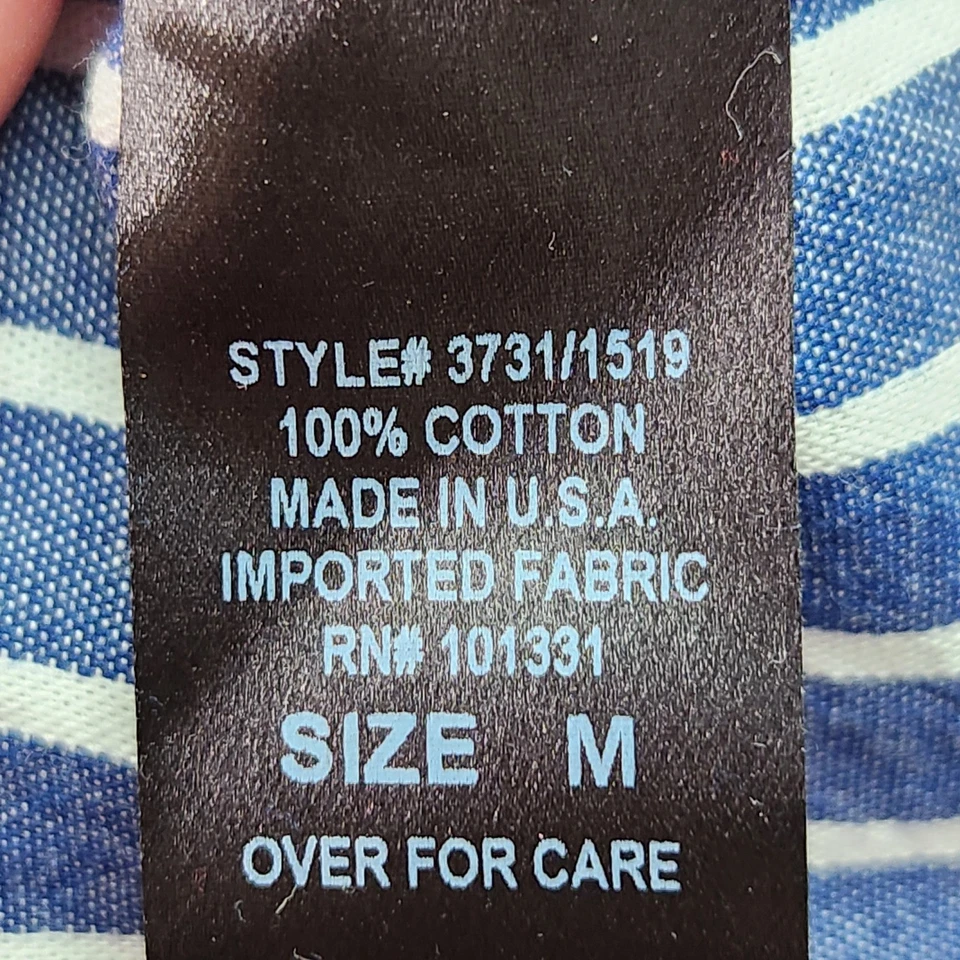 STYLE# 3731/1519
100% COTTON
MADE IN U.S.A.
IMPORTED FABRIC
RN# 101331
SIZE M
OVER FOR CARE